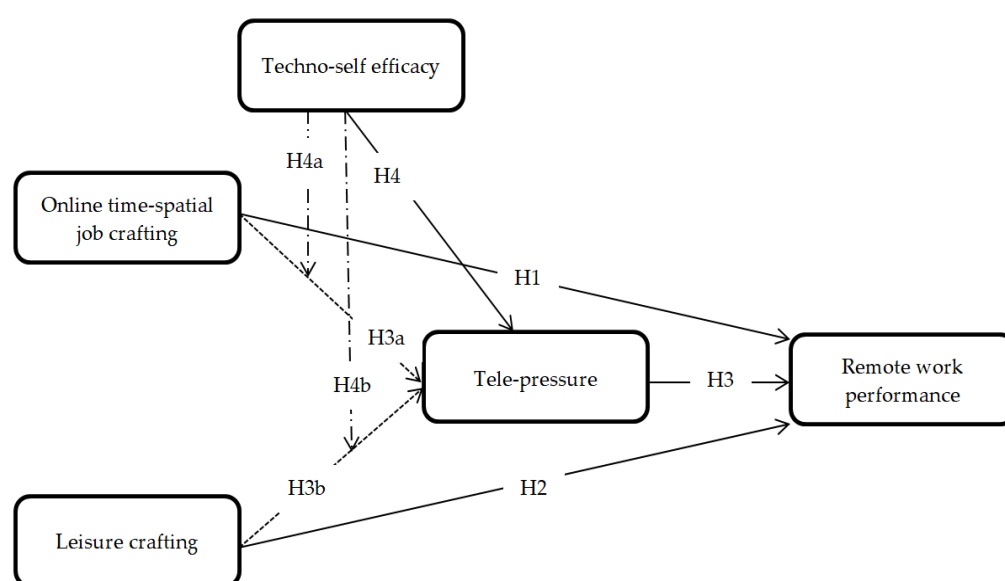 Techno-self efficacy
H4a
H4
Online time-spatial
job crafting
H1
H3a
H4b
Tele-pressure
H3
Remote work
performance
H3b
H2
Leisure crafting